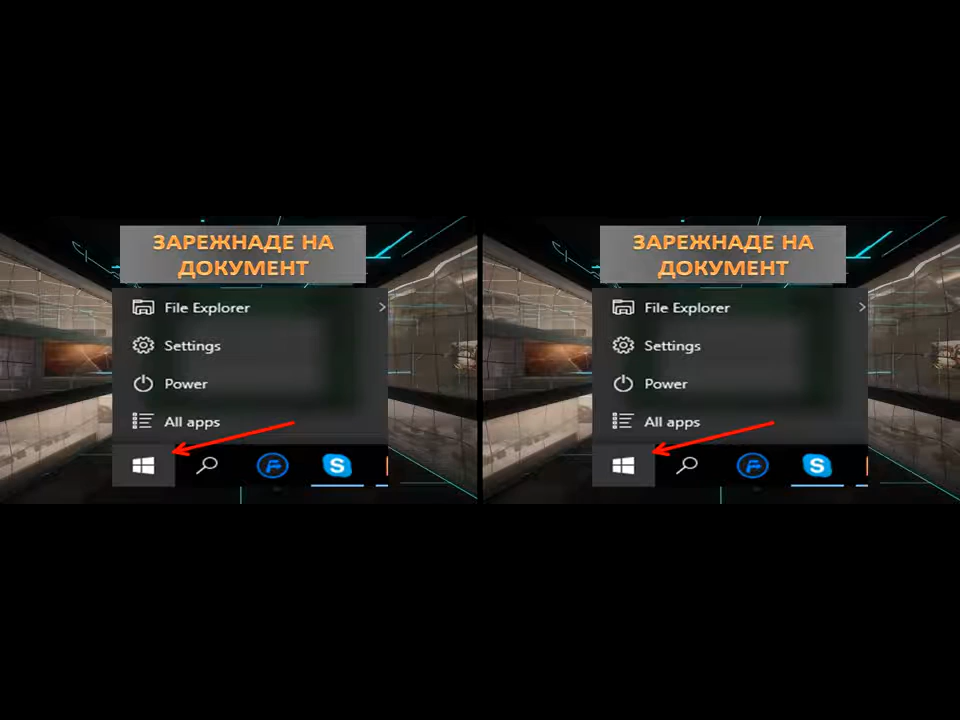 ЗАРЕЖНАДЕ НА
ДОКУМЕНТ
File Explorer
Settings
Power
All apps
ЗАРЕЖНАДЕ НА
ДОКУМЕНТ
File Explorer
Settings
Power
All apps